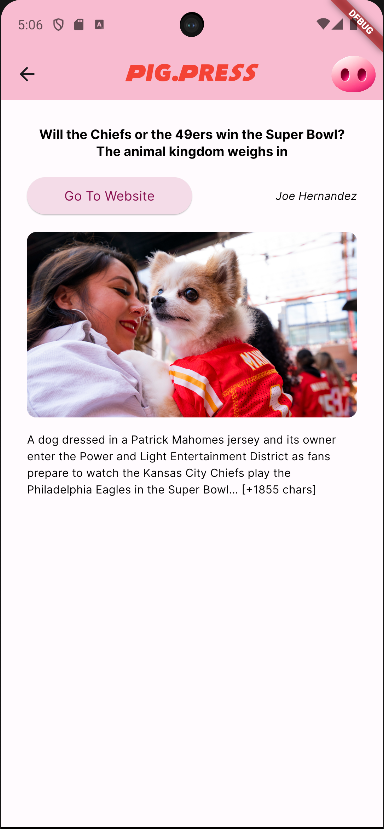 5:06
DEBUG
PIG.PRESS
Will the Chiefs or the 49ers win the Super Bowl?
The animal kingdom weighs in
Go To Website
Joe Hernandez
A dog dressed in a Patrick Mahomes jersey and its owner
enter the Power and Light Entertainment District as fans
prepare to watch the Kansas City Chiefs play the
Philadelphia Eagles in the Super Bowl... [+1855 chars]